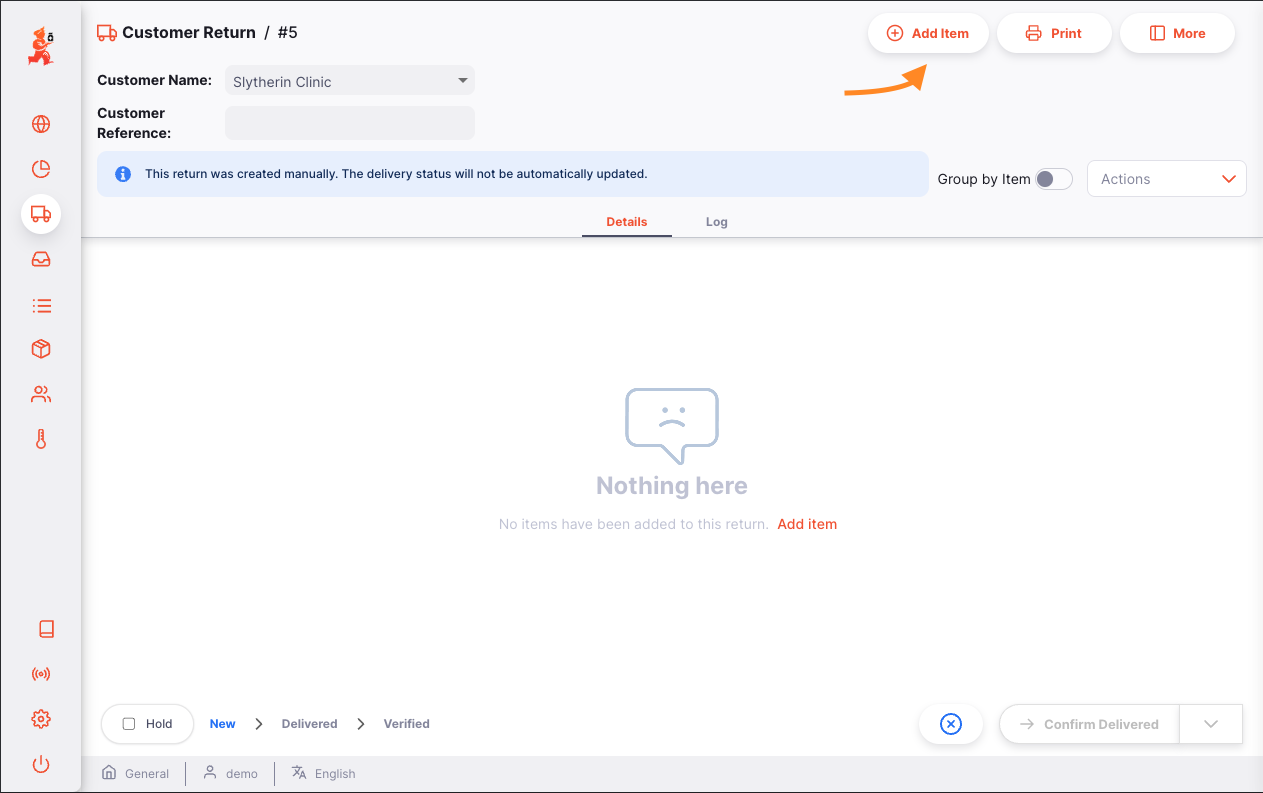 Customer Return / #5
Add Item
Print
More
Customer Name:
Slytherin Clinic
Customer
Reference:
This return was created manually. The delivery status will not be automatically updated.
Group by Item
Actions
Details
Log
Nothing here
No items have been added to this return. Add item
Hold
New
Delivered
Verified
Confirm Delivered
General
demo
English